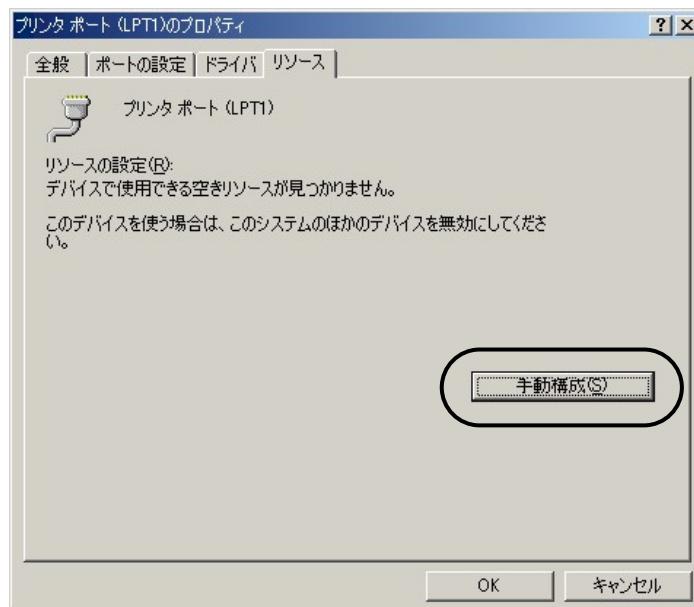 プリンタ ポート (LPT1)のプロパティ
全般 ポートの設定 ドライバ リソース
プリンタ ポート (LPT1)
リソースの設定(R):
デバイスで使用できる空きリソースが見つかりません。
このデバイスを使う場合は、このシステムのほかのデバイスを無効にしてくださ
い。
手動構成(S)
OK キャンセル